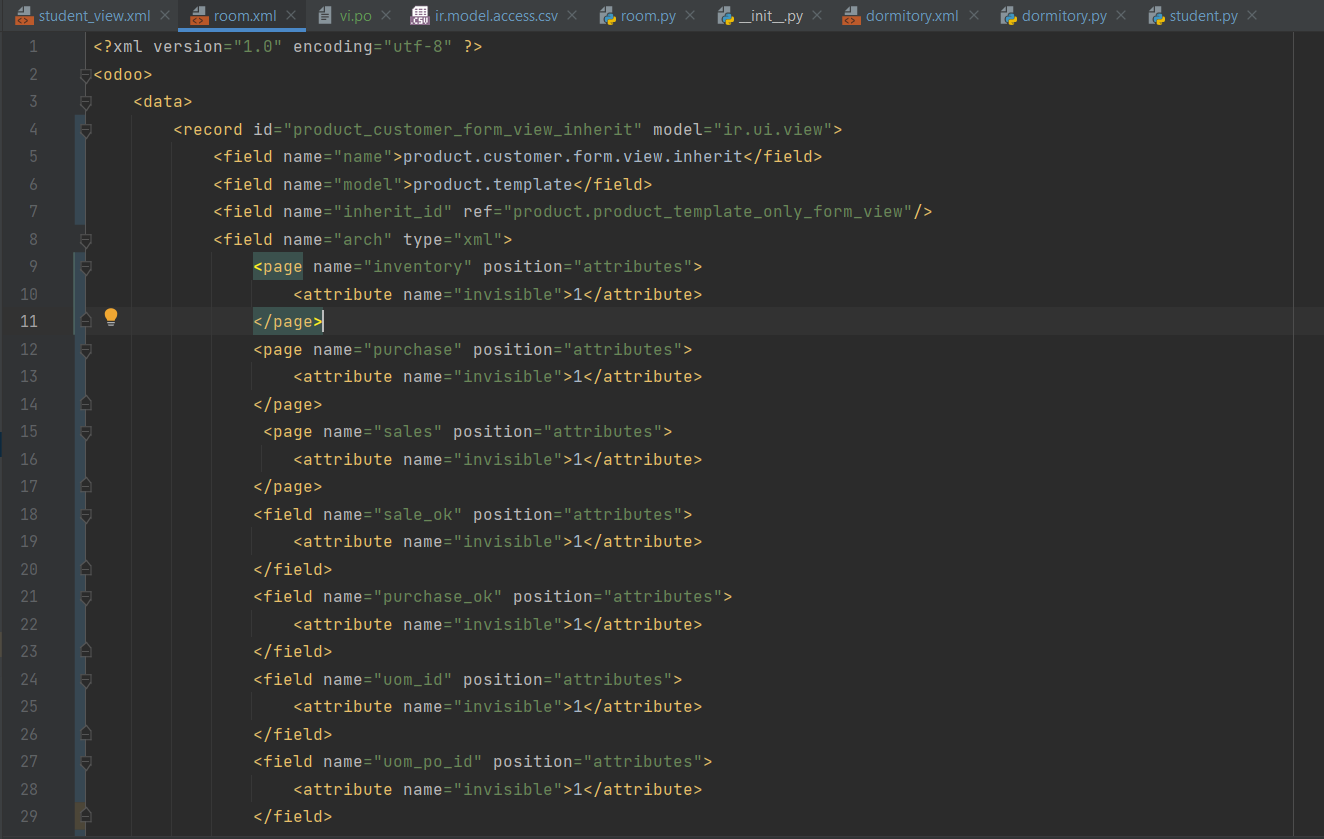 student_view.xml room.xml vi.po ir.model.access.csv room.py __init__.py dormitory.xml dormitory.py student.py
1 <?xml version="1.0" encoding="utf-8" ?>
2 <odoo>
3 <data>
4 <record id="product_customer_form_view_inherit" model="ir.ui.view">
5 <field name="name">product.customer.form.view.inherit</field>
6 <field name="model">product.template</field>
7 <field name="inherit_id" ref="product.product_template_only_form_view"/>
8 <field name="arch" type="xml">
9 <page name="inventory" position="attributes">
10 <attribute name="invisible">1</attribute>
11 </page>
12 <page name="purchase" position="attributes">
13 <attribute name="invisible">1</attribute>
14 </page>
15 <page name="sales" position="attributes">
16 <attribute name="invisible">1</attribute>
17 </page>
18 <field name="sale_ok" position="attributes">
19 <attribute name="invisible">1</attribute>
20 </field>
21 <field name="purchase_ok" position="attributes">
22 <attribute name="invisible">1</attribute>
23 </field>
24 <field name="uom_id" position="attributes">
25 <attribute name="invisible">1</attribute>
26 </field>
27 <field name="uom_po_id" position="attributes">
28 <attribute name="invisible">1</attribute>
29 </field>